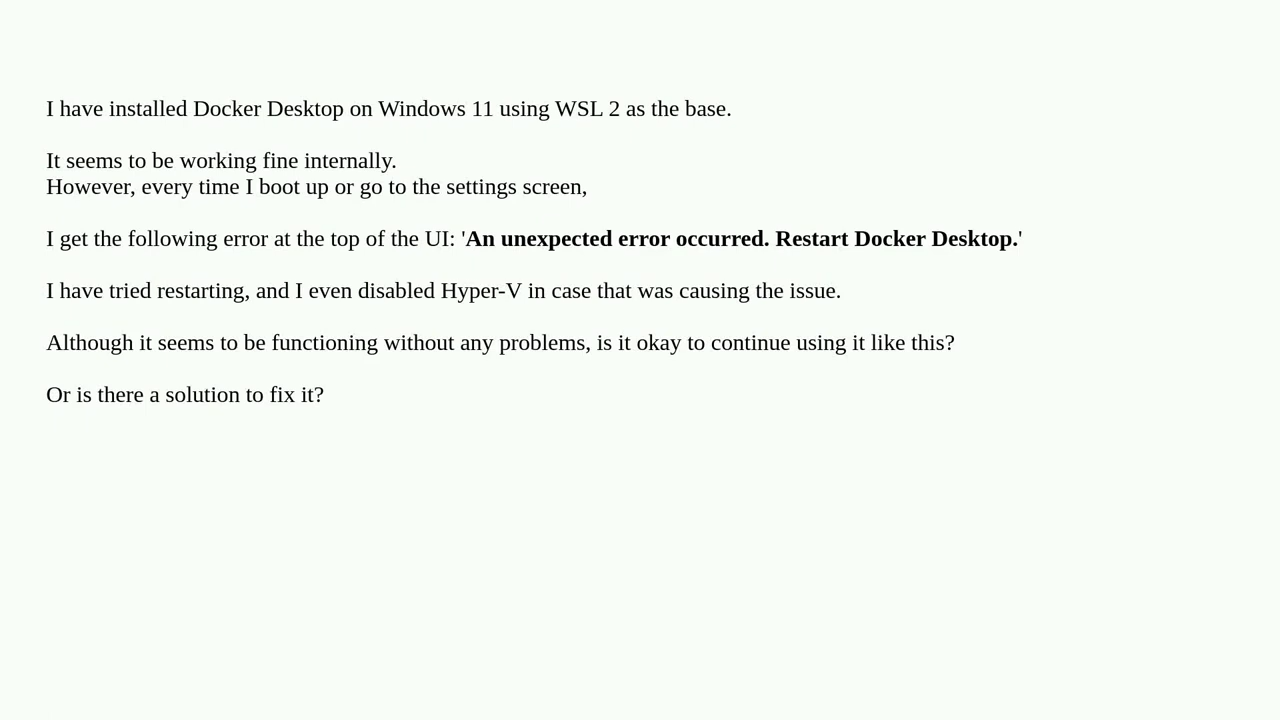 I have installed Docker Desktop on Windows 11 using WSL 2 as the base.
It seems to be working fine internally.
However, every time I boot up or go to the settings screen,
I get the following error at the top of the UI: 'An unexpected error occurred. Restart Docker Desktop.'
I have tried restarting, and I even disabled Hyper-V in case that was causing the issue.
Although it seems to be functioning without any problems, is it okay to continue using it like this?
Or is there a solution to fix it?